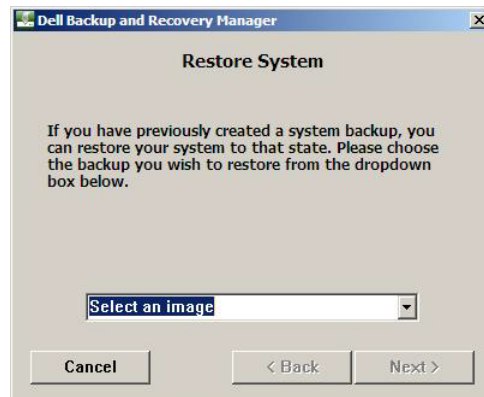 Dell Backup and Recovery Manager
Restore System
If you have previously created a system backup, you
can restore your system to that state. Please choose
the backup you wish to restore from the dropdown
box below.
Select an image
Cancel
< Back
Next >